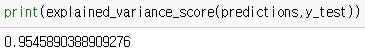 print(explained_variance_score(predictions,y_test))
0.9545890388909276